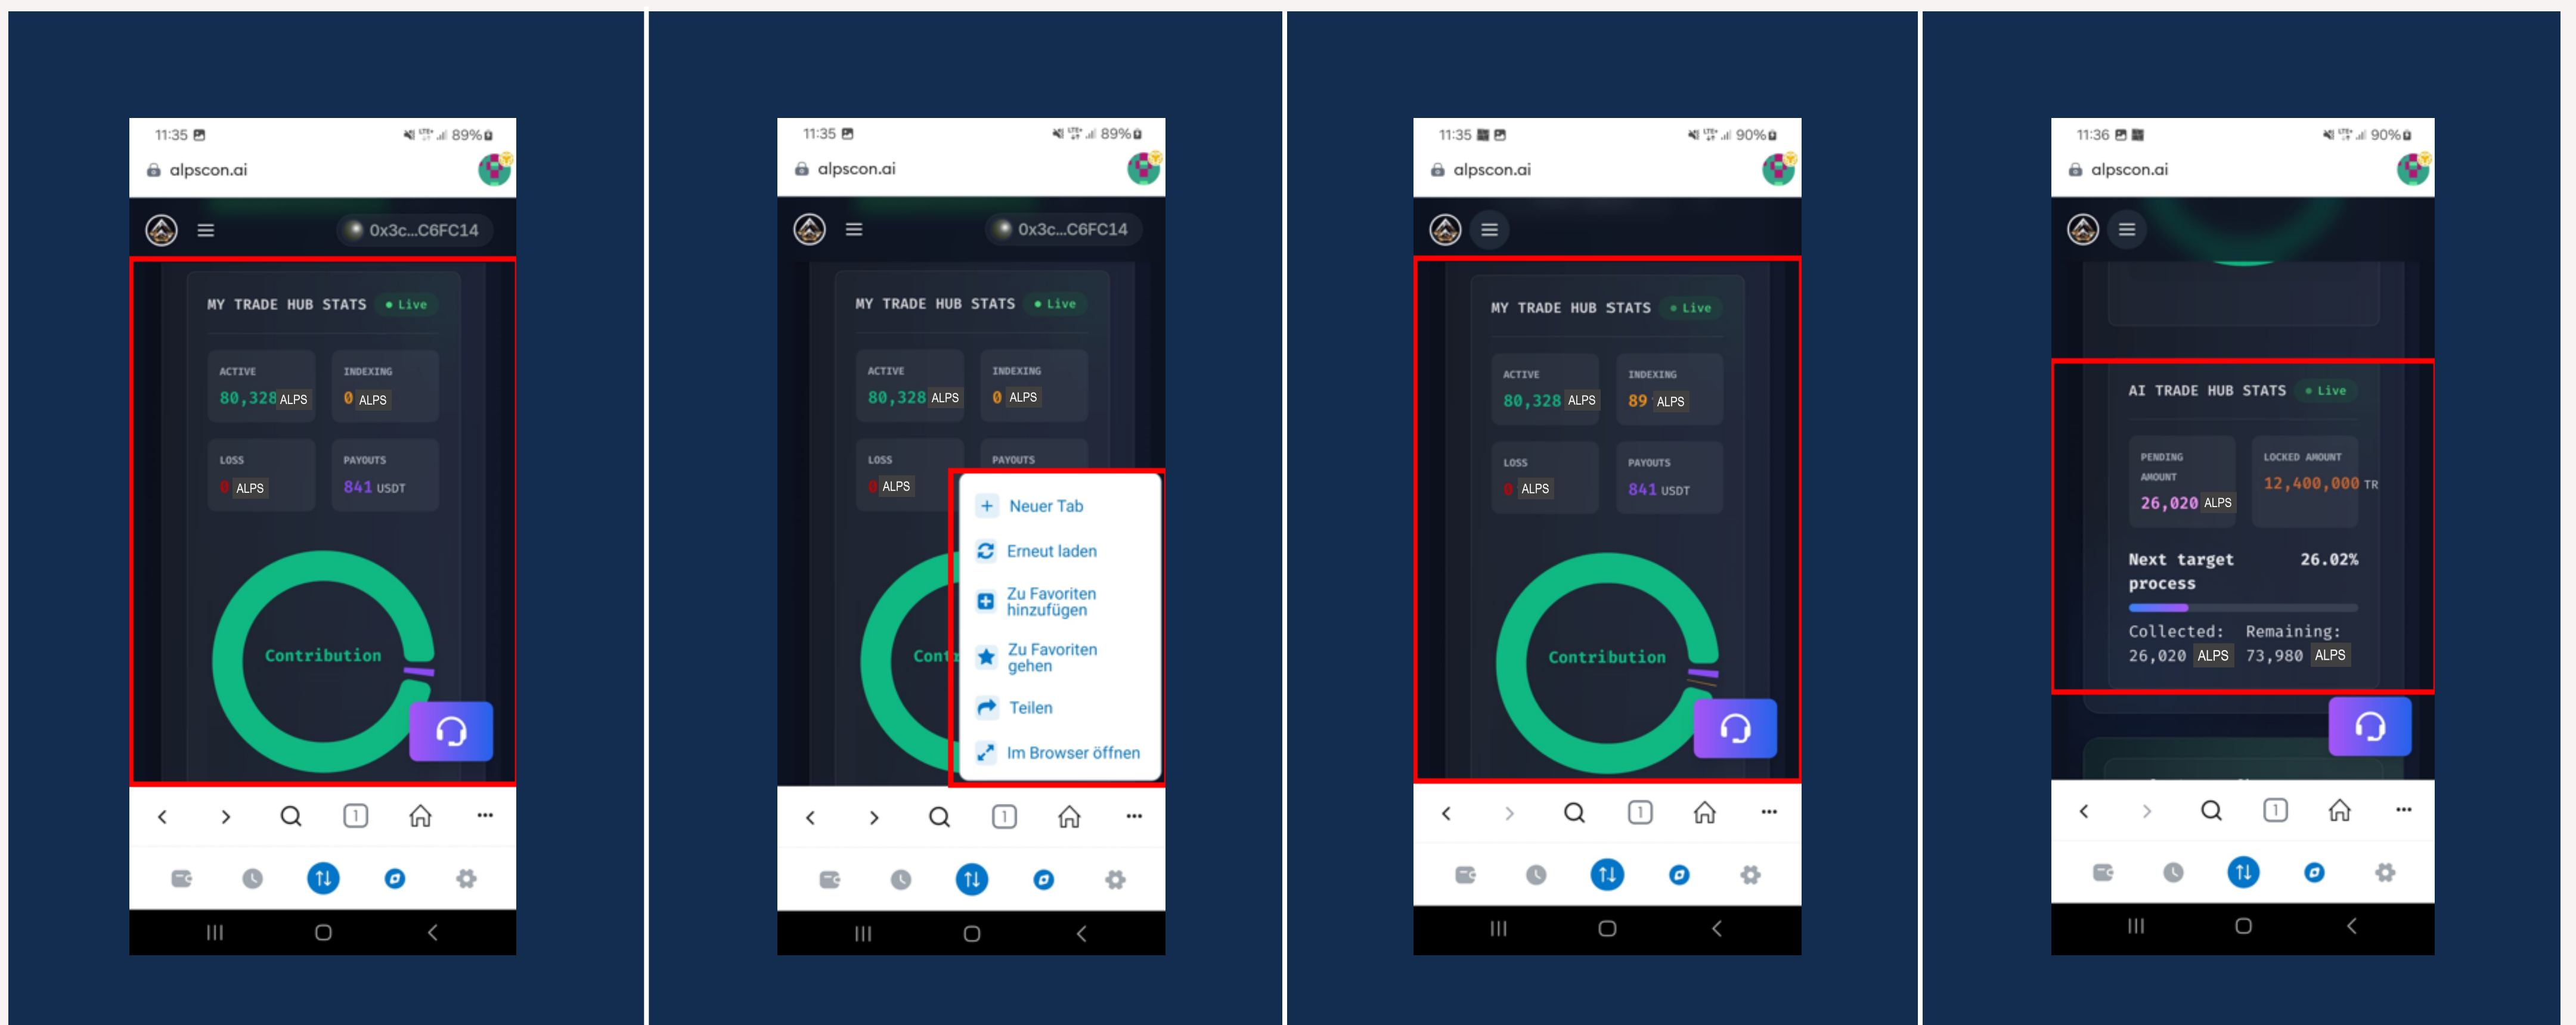 11:35
89%
alpscon.ai
0x3c...C6FC14
MY TRADE HUB STATS
Live
ACTIVE
80,328 ALPS
INDEXING
0 ALPS
LOSS
0 ALPS
PAYOUTS
841 USDT
Contribution
1
11:35
89%
alpscon.ai
0x3c...C6FC14
MY TRADE HUB STATS
Live
ACTIVE
80,328 ALPS
INDEXING
0 ALPS
LOSS
0 ALPS
PAYOUTS
Cont
Neuer Tab
Erneut laden
Zu Favoriten
hinzufügen
Zu Favoriten
gehen
Teilen
Im Browser öffnen
1
11:35
90%
alpscon.ai
MY TRADE HUB STATS
Live
ACTIVE
80,328 ALPS
INDEXING
89 ALPS
LOSS
0 ALPS
PAYOUTS
841 USDT
Contribution
1
11:36
90%
alpscon.ai
AI TRADE HUB STATS
Live
PENDING
AMOUNT
26,020 ALPS
LOCKED AMOUNT
12,400,000 TR
Next target
process
26.02%
Collected:
26,020 ALPS
Remaining:
73,980 ALPS
1